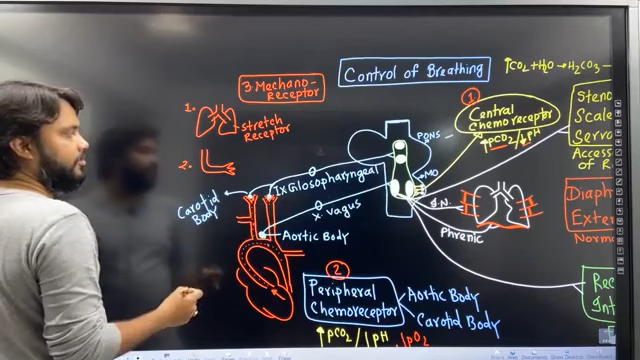 Control of Breathing
↑CO2 + H2O → H2CO3 —
3. Mechano-
Receptor
1.
stretch
Receptor
2.
①
Central
Chemoreceptor
↑pCO2/↓pH
PONS
MO
IX Glosopharyngeal
X vagus
Carotid
Body
Aortic Body
Phrenic
②
Peripheral
Chemoreceptor
Aortic Body
Carotid Body
↑pCO2/↓pH
↓pO2
Scale
Access
of R
Diaph
Exter
Norm
Rec
Int